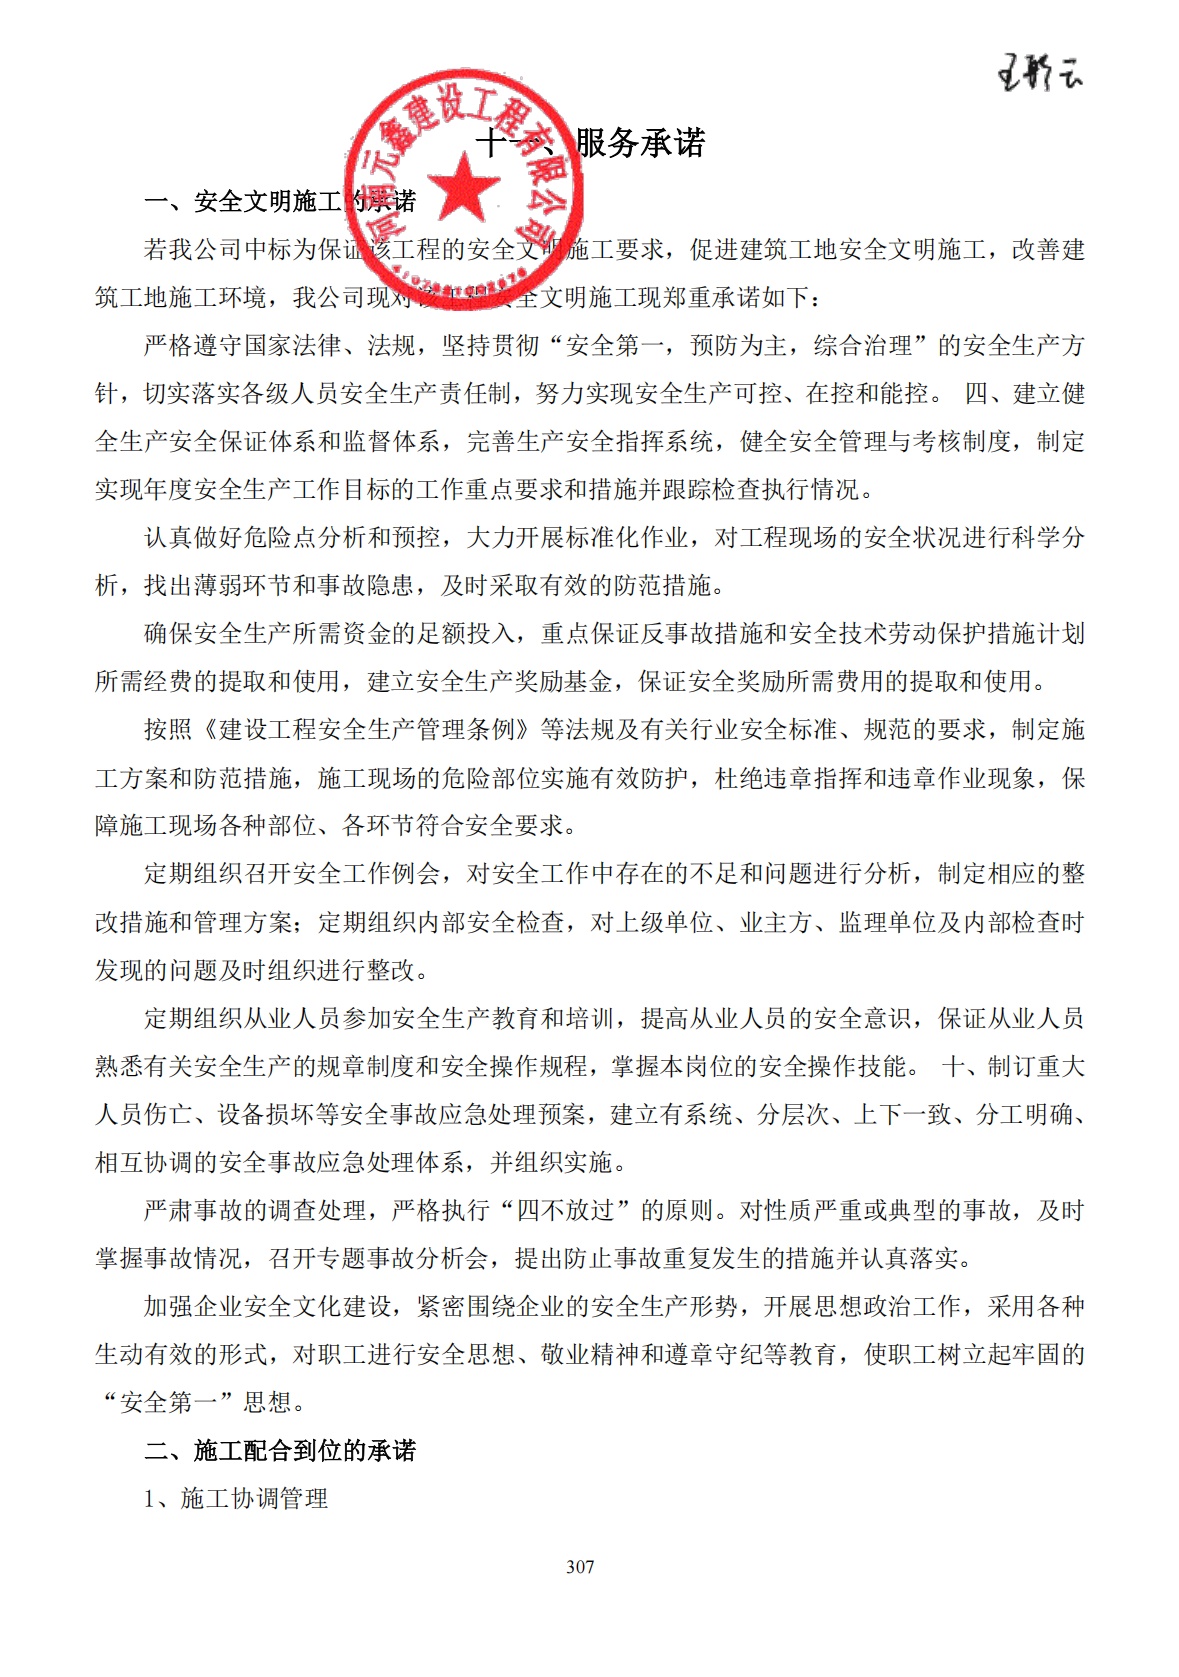 王彤云
河南元鑫建设工程有限公司
十一、服务承诺
一、安全文明施工的承诺
若我公司中标为保证该工程的安全文明施工要求，促进建筑工地安全文明施工，改善建
筑工地施工环境，我公司现对该工程安全文明施工现郑重承诺如下：
严格遵守国家法律、法规，坚持贯彻“安全第一，预防为主，综合治理”的安全生产方
针，切实落实各级人员安全生产责任制，努力实现安全生产可控、在控和能控。 四、建立健
全生产安全保证体系和监督体系，完善生产安全指挥系统，健全安全管理与考核制度，制定
实现年度安全生产工作目标的工作重点要求和措施并跟踪检查执行情况。
认真做好危险点分析和预控，大力开展标准化作业，对工程现场的安全状况进行科学分
析，找出薄弱环节和事故隐患，及时采取有效的防范措施。
确保安全生产所需资金的足额投入，重点保证反事故措施和安全技术劳动保护措施计划
所需经费的提取和使用，建立安全生产奖励基金，保证安全奖励所需费用的提取和使用。
按照《建设工程安全生产管理条例》等法规及有关行业安全标准、规范的要求，制定施
工方案和防范措施，施工现场的危险部位实施有效防护，杜绝违章指挥和违章作业现象，保
障施工现场各种部位、各环节符合安全要求。
定期组织召开安全工作例会，对安全工作中存在的不足和问题进行分析，制定相应的整
改措施和管理方案；定期组织内部安全检查，对上级单位、业主方、监理单位及内部检查时
发现的问题及时组织进行整改。
定期组织从业人员参加安全生产教育和培训，提高从业人员的安全意识，保证从业人员
熟悉有关安全生产的规章制度和安全操作规程，掌握本岗位的安全操作技能。 十、制订重大
人员伤亡、设备损坏等安全事故应急处理预案，建立有系统、分层次、上下一致、分工明确、
相互协调的安全事故应急处理体系，并组织实施。
严肃事故的调查处理，严格执行“四不放过”的原则。对性质严重或典型的事故，及时
掌握事故情况，召开专题事故分析会，提出防止事故重复发生的措施并认真落实。
加强企业安全文化建设，紧密围绕企业的安全生产形势，开展思想政治工作，采用各种
生动有效的形式，对职工进行安全思想、敬业精神和遵章守纪等教育，使职工树立起牢固的
“安全第一”思想。
二、施工配合到位的承诺
1、施工协调管理
307